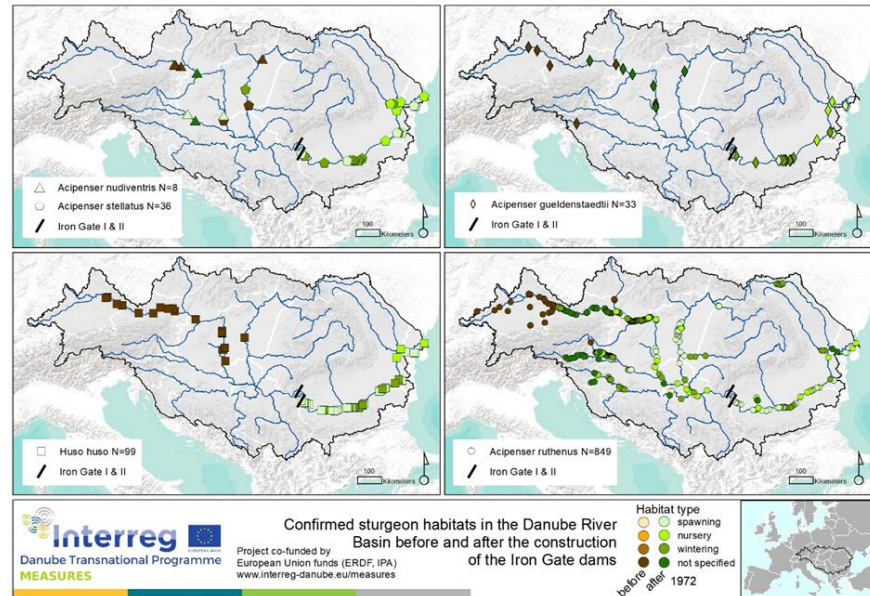 Acipenser nudiventris N=8
Acipenser stellatus N=36
Iron Gate I & II
100
Kilometers
Acipenser gueldenstaedtii N=33
Iron Gate I & II
100
Kilometers
Huso huso N=99
Iron Gate I & II
100
Kilometers
Acipenser ruthenus N=849
Iron Gate I & II
100
Kilometers
Interreg
Danube Transnational Programme
MEASURES
Project co-funded by
European Union funds (ERDF, IPA)
www.interreg-danube.eu/measures
Confirmed sturgeon habitats in the Danube River
Basin before and after the construction
of the Iron Gate dams
Habitat type
spawning
nursery
wintering
not specified
before
after
1972